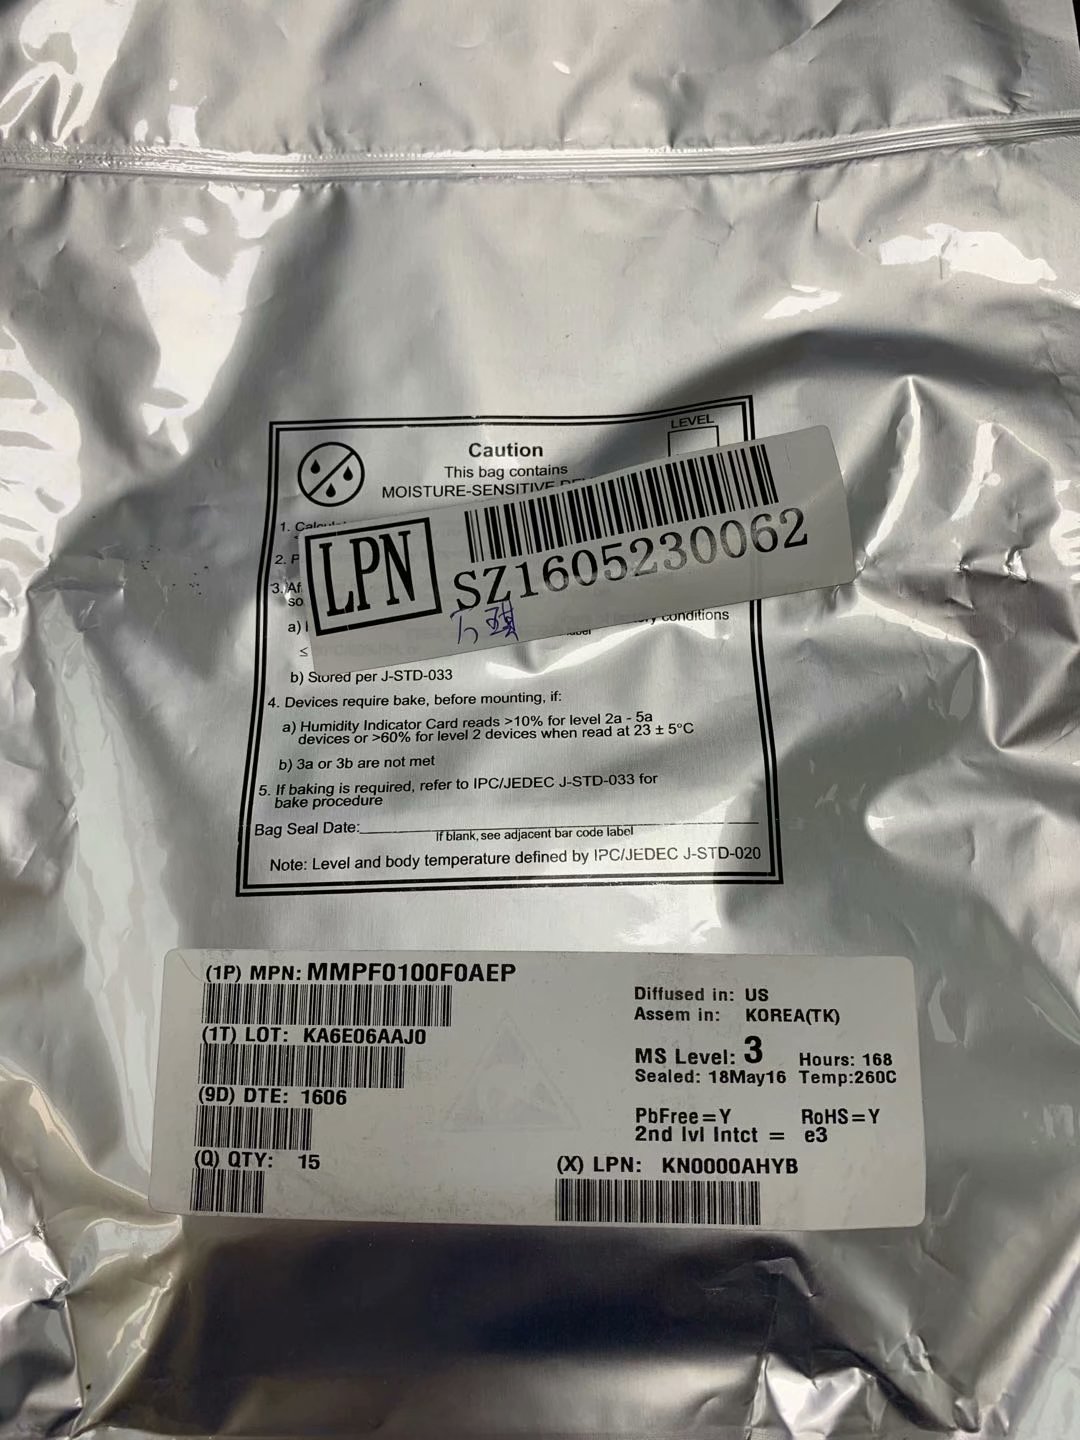 LEVEL
Caution
This bag contains
MOISTURE-SENSITIVE
1.
2.
3. Af
so
LPN
SZ1605230062
a)
conditions
≤
b) Stored per J-STD-033
4. Devices require bake, before mounting, if:
a) Humidity Indicator Card reads >10% for level 2a - 5a
devices or >60% for level 2 devices when read at 23 ± 5°C
b) 3a or 3b are not met
5. If baking is required, refer to IPC/JEDEC J-STD-033 for
bake procedure
Bag Seal Date:
If blank, see adjacent bar code label
Note: Level and body temperature defined by IPC/JEDEC J-STD-020
(1P) MPN: MMPF0100F0AEP
Diffused in: US
Assem in: KOREA(TK)
(1T) LOT: KA6E06AAJ0
MS Level: 3 Hours: 168
Sealed: 18May16 Temp:260C
(9D) DTE: 1606
PbFree=Y RoHS=Y
2nd lvl Intct = e3
(Q) QTY: 15
(X) LPN: KN0000AHYB